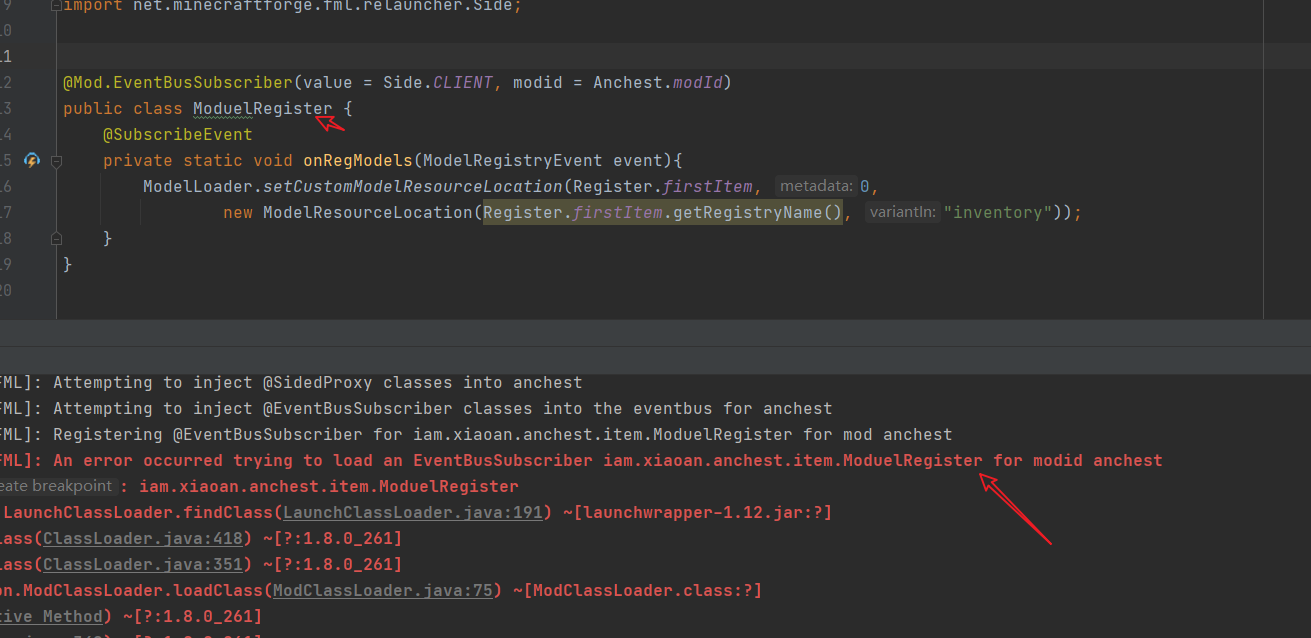 9 import net.minecraftforge.fml.relauncher.Side;
10
11
12 @Mod.EventBusSubscriber(value = Side.CLIENT, modid = Anchest.modId)
13 public class ModuelRegister {
14 @SubscribeEvent
15 private static void onRegModels(ModelRegistryEvent event){
16 ModelLoader.setCustomModelResourceLocation(Register.firstItem, metadata: 0,
17 new ModelResourceLocation(Register.firstItem.getRegistryName(), variantIn: "inventory"));
18 }
19 }
20
FML]: Attempting to inject @SidedProxy classes into anchest
FML]: Attempting to inject @EventBusSubscriber classes into the eventbus for anchest
FML]: Registering @EventBusSubscriber for iam.xiaoan.anchest.item.ModuelRegister for mod anchest
FML]: An error occurred trying to load an EventBusSubscriber iam.xiaoan.anchest.item.ModuelRegister for modid anchest
eate breakpoint : iam.xiaoan.anchest.item.ModuelRegister
LaunchClassLoader.findClass(LaunchClassLoader.java:191) ~[launchwrapper-1.12.jar:?]
lass(ClassLoader.java:418) ~[?:1.8.0_261]
lass(ClassLoader.java:351) ~[?:1.8.0_261]
on.ModClassLoader.loadClass(ModClassLoader.java:75) ~[ModClassLoader.class:?]
tive Method) ~[?:1.8.0_261]